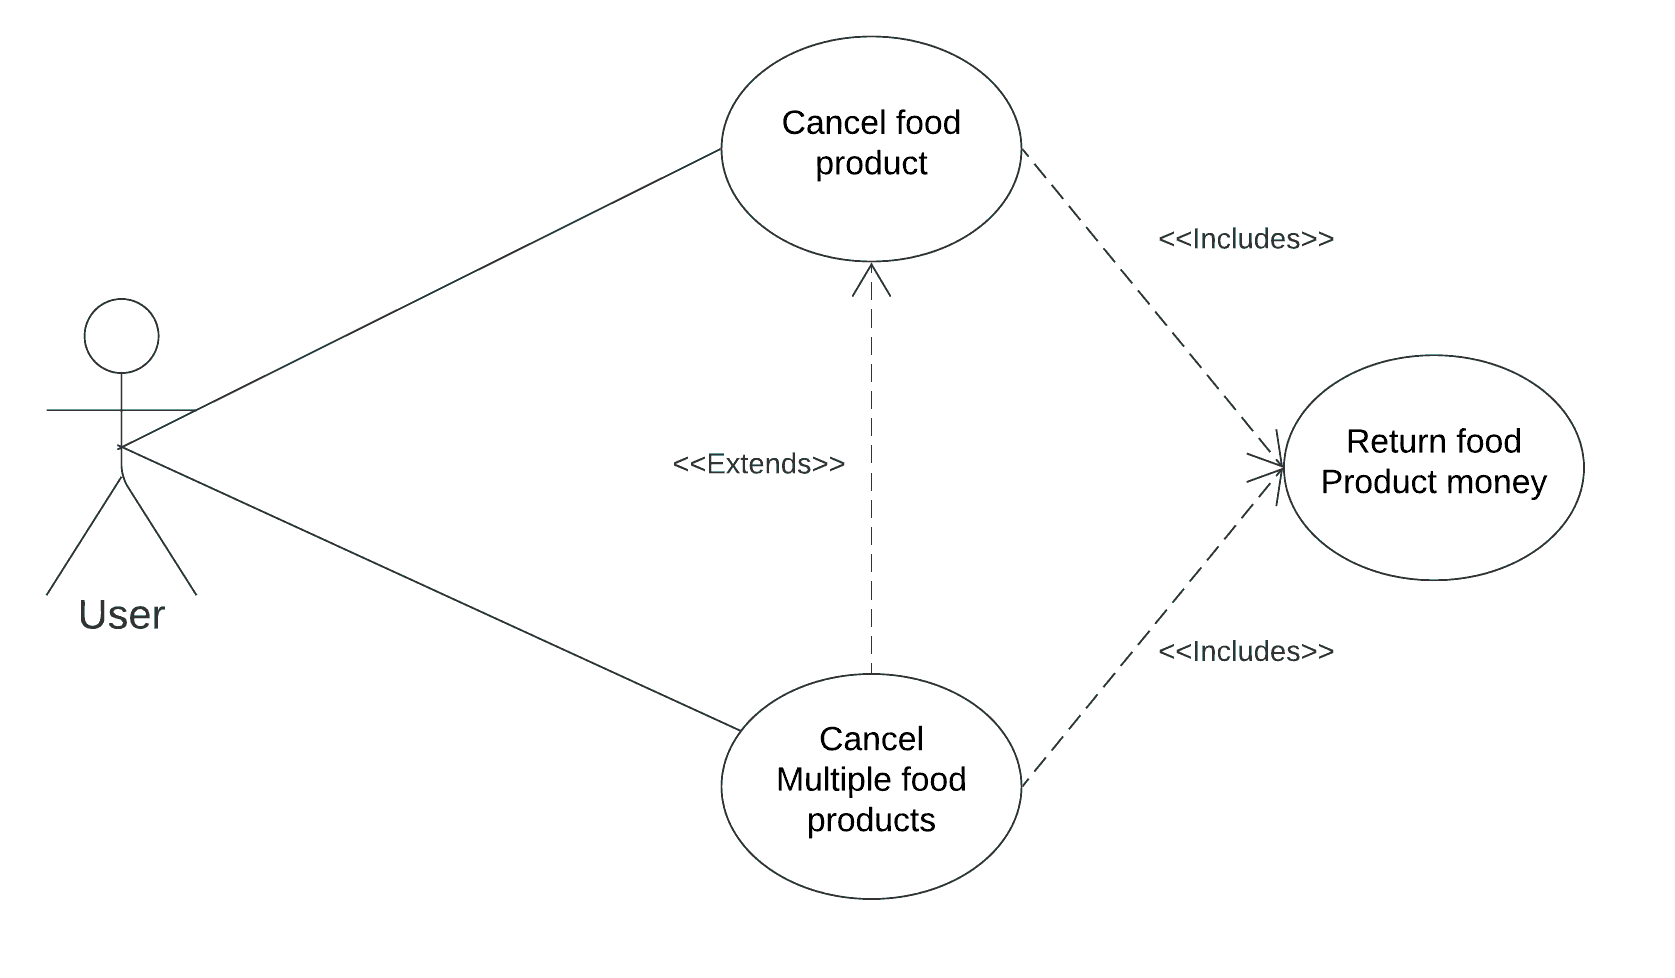 Cancel food
product
<<Includes>>
Return food
Product money
<<Extends>>
User
<<Includes>>
Cancel
Multiple food
products